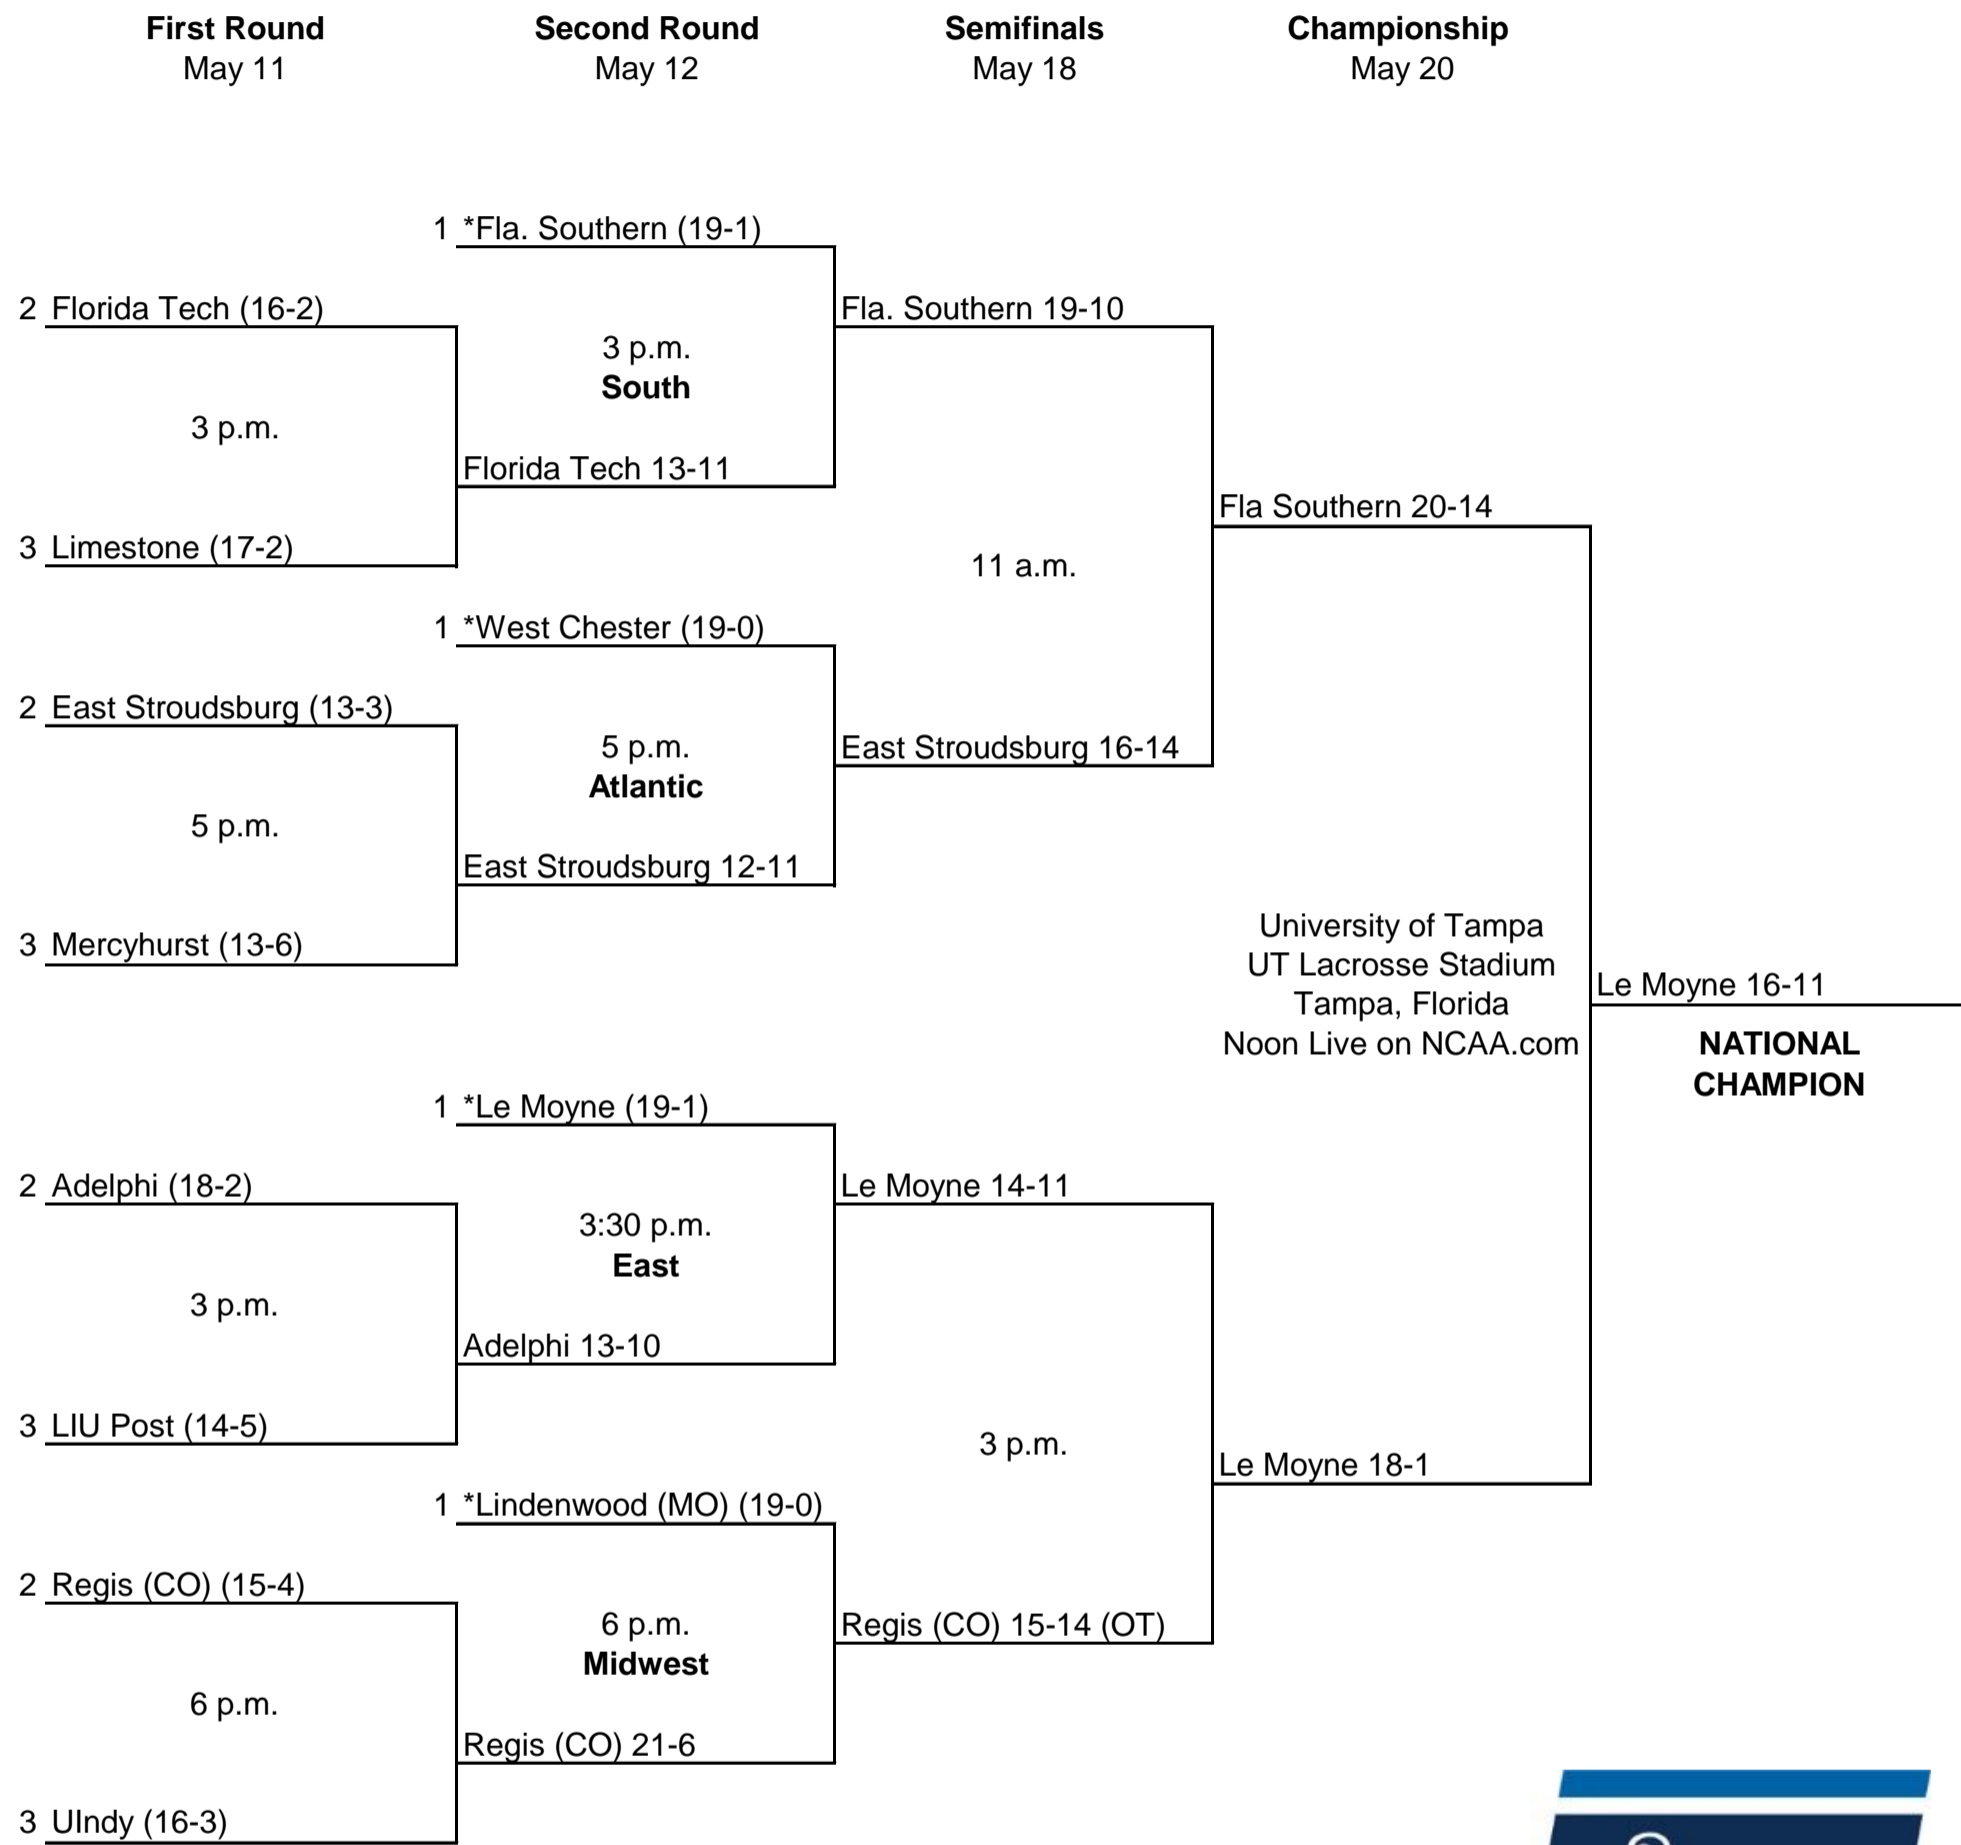 First Round
May 11
Second Round
May 12
Semifinals
May 18
Championship
May 20
1 *Fla. Southern (19-1)
2 Florida Tech (16-2)
Fla. Southern 19-10
3 p.m.
South
3 p.m.
Florida Tech 13-11
Fla Southern 20-14
3 Limestone (17-2)
11 a.m.
1 *West Chester (19-0)
2 East Stroudsburg (13-3)
5 p.m.
Atlantic
East Stroudsburg 16-14
5 p.m.
East Stroudsburg 12-11
3 Mercyhurst (13-6)
University of Tampa
UT Lacrosse Stadium
Tampa, Florida
Noon Live on NCAA.com
Le Moyne 16-11
NATIONAL
CHAMPION
1 *Le Moyne (19-1)
2 Adelphi (18-2)
Le Moyne 14-11
3:30 p.m.
East
3 p.m.
Adelphi 13-10
3 LIU Post (14-5)
3 p.m.
Le Moyne 18-1
1 *Lindenwood (MO) (19-0)
2 Regis (CO) (15-4)
6 p.m.
Midwest
Regis (CO) 15-14 (OT)
6 p.m.
Regis (CO) 21-6
3 UIndy (16-3)